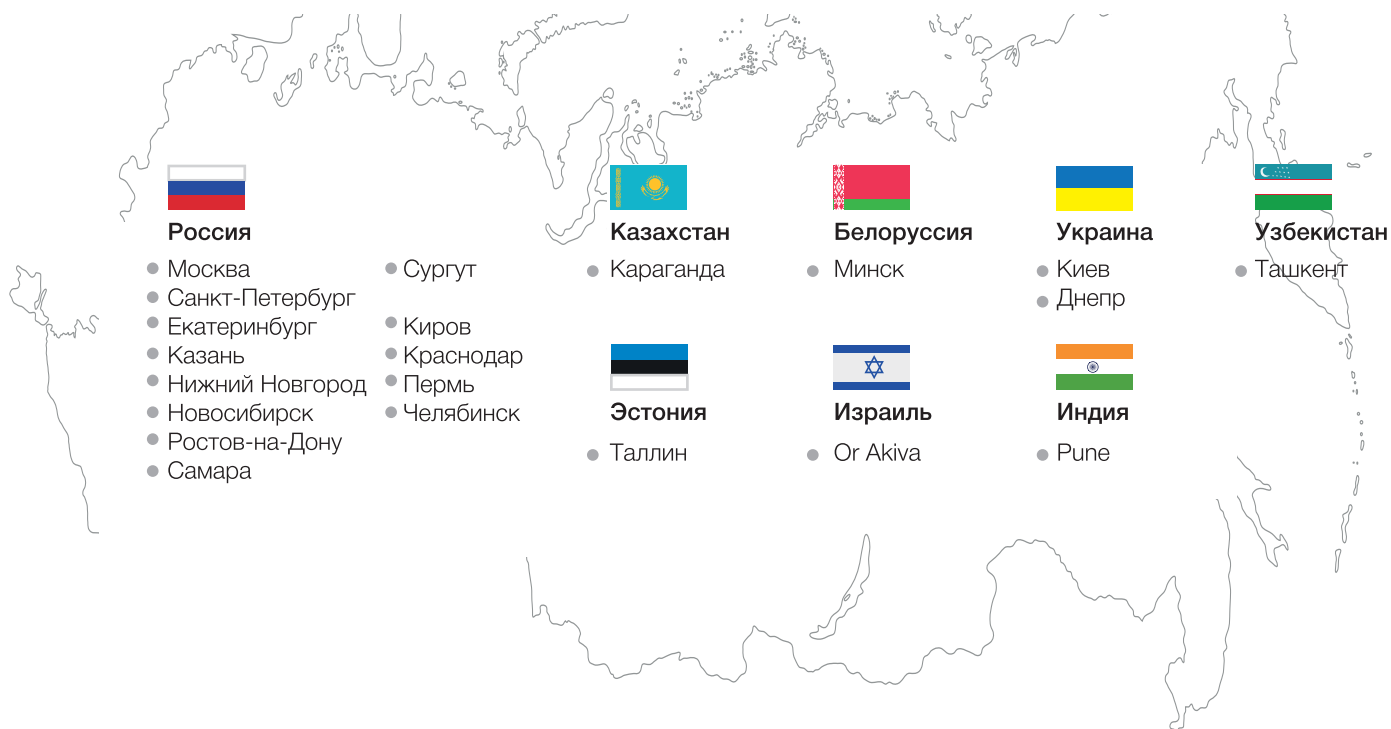 Россия
Москва
Санкт-Петербург
Екатеринбург
Казань
Нижний Новгород
Новосибирск
Ростов-на-Дону
Самара
Сургут
Киров
Краснодар
Пермь
Челябинск
Казахстан
Караганда
Белоруссия
Минск
Украина
Киев
Днепр
Узбекистан
Ташкент
Эстония
Таллин
Израиль
Or Akiva
Индия
Pune